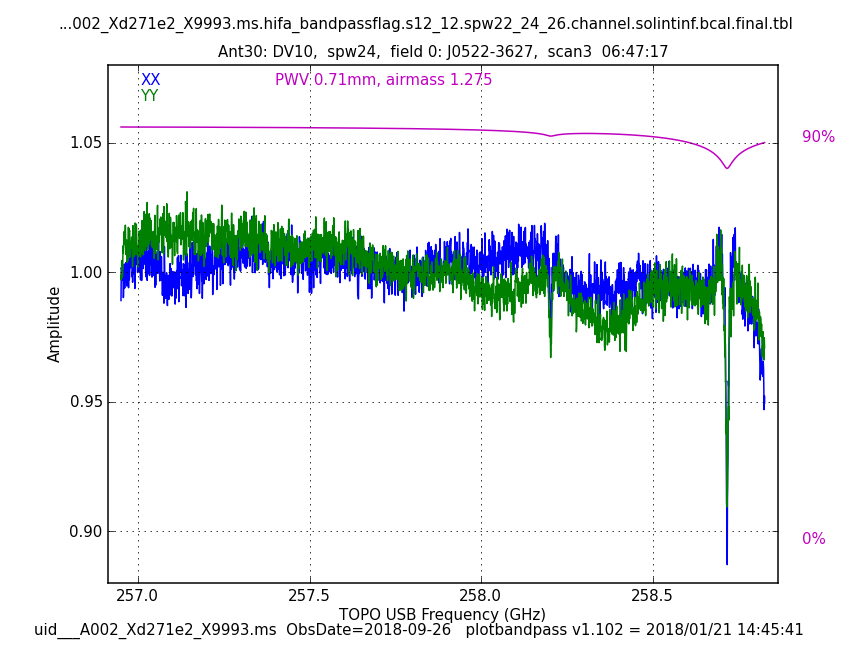 ...002_Xd271e2_X9993.ms.hifa_bandpassflag.s12_12.spw22_24_26.channel.solintinf.bcal.final.tbl
Ant30: DV10, spw24, field 0: J0522-3627, scan3 06:47:17
XX
YY
PWV 0.71mm, airmass 1.275
90%
0%
1.05
1.00
0.95
0.90
Amplitude
257.0 257.5 258.0 258.5
TOPO USB Frequency (GHz)
uid___A002_Xd271e2_X9993.ms ObsDate=2018-09-26 plotbandpass v1.102 = 2018/01/21 14:45:41